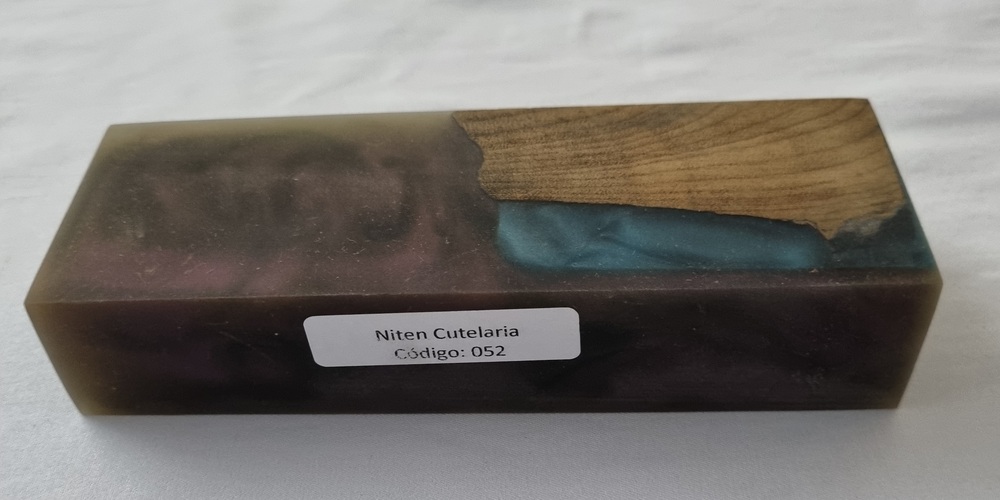 Niten Cutelaria
Código: 052